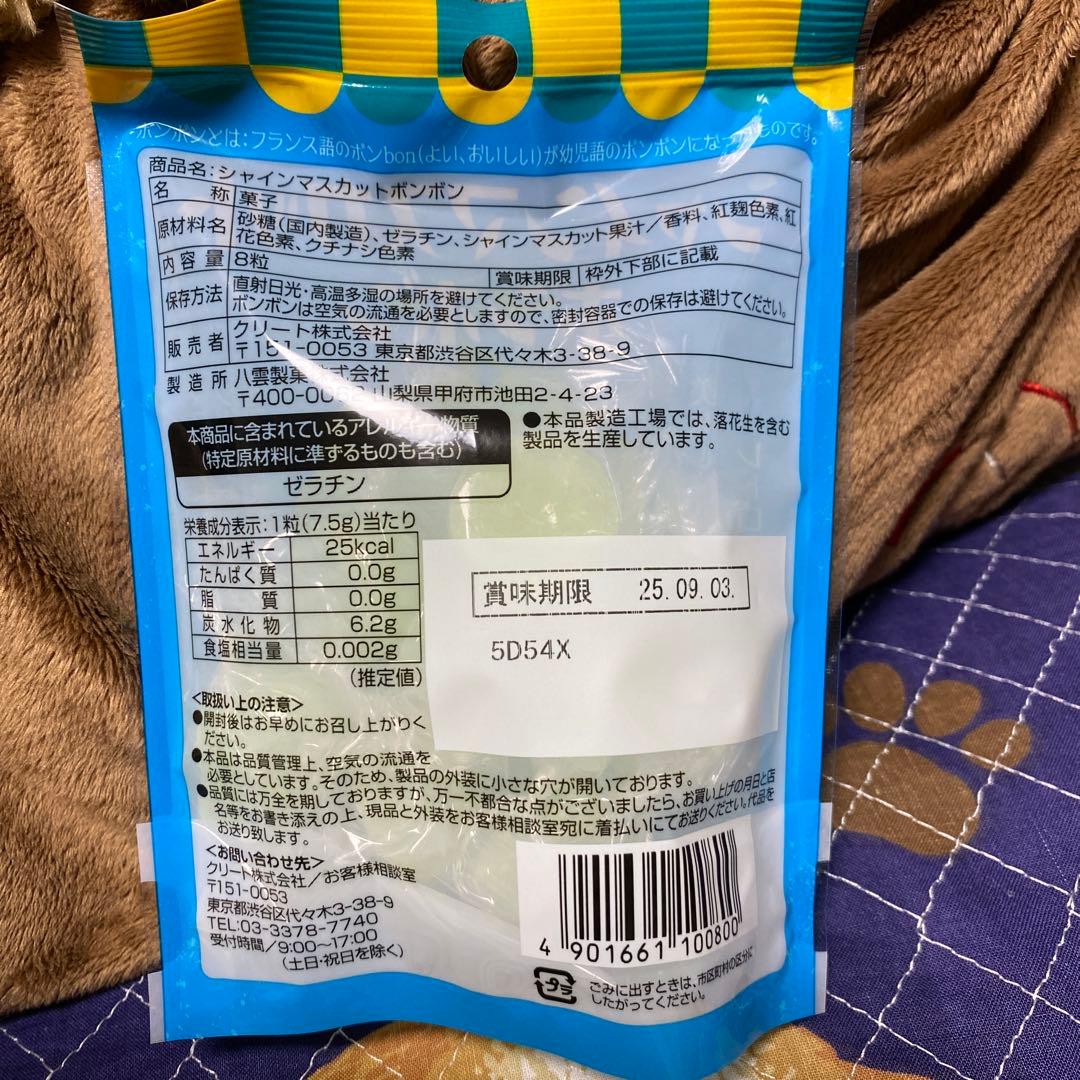 ボンボンとは:フランス語のボンbon(よい、おいしい)が幼児語のボンボンになったものです。
商品名:シャインマスカットボンボン
名 称 菓子
原材料名 砂糖(国内製造)、ゼラチン、シャインマスカット果汁/香料、紅麹色素、紅
花色素、クチナシ色素
内容量 8粒 賞味期限 枠外下部に記載
保存方法 直射日光・高温多湿の場所を避けてください。
ボンボンは空気の流通を必要としますので、密封容器での保存は避けてください。
販売者 クリート株式会社
〒151-0053 東京都渋谷区代々木3-38-9
製造所 八雲製菓株式会社
山梨県甲府市池田2-4-23
本商品に含まれているアレルギー物質
(特定原材料に準ずるものも含む)
ゼラチン
●本品製造工場では、落花生を含む
製品を生産しています。
栄養成分表示:1粒(7.5g)当たり
エネルギー 25kcal
たんぱく質 0.0g
脂 質 0.0g
炭水化物 6.2g
食塩相当量 0.002g
(推定値)
賞味期限 25.09.03.
5D54X
<取扱い上の注意>
●開封後はお早めにお召し上がりく
ださい。
●本品は品質管理上、空気の流通を
必要としています。そのため、製品の外装に小さな穴が開いております。
●品質には万全を期しておりますが、万一不都合な点がございましたら、お買い上げの月日と店
名等をお書き添えの上、現品と外装をお客様相談室宛に着払いにてお送りください。代品を
お送り致します。
<お問い合わせ先>
クリート株式会社/お客様相談室
〒151-0053
東京都渋谷区代々木3-38-9
TEL:03-3378-7740
受付時間/9:00~17:00
(土日・祝日を除く)
4 901661 100800
プラ
ごみに出すときは、市区町村の区分に
したがってください。